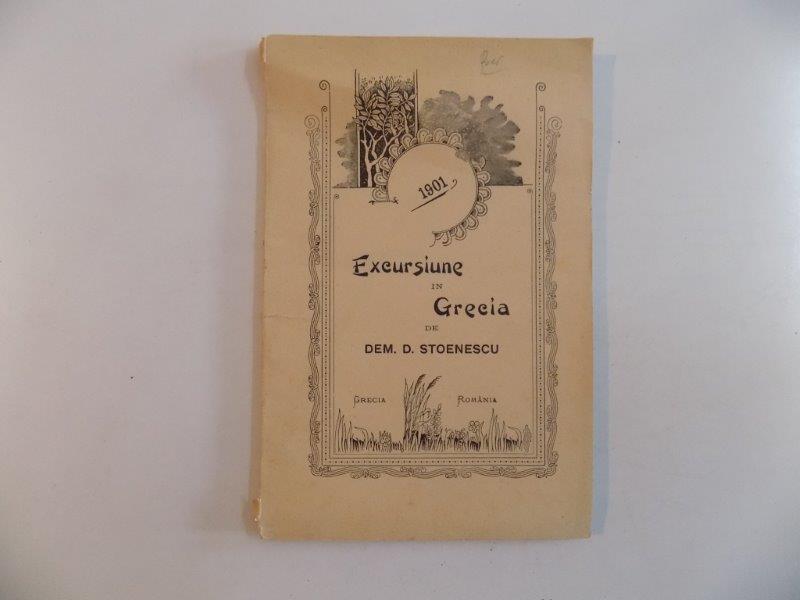 1901
Excursiune
IN
Grecia
DE
DEM. D. STOENESCU
GRECIA ROMÂNIA